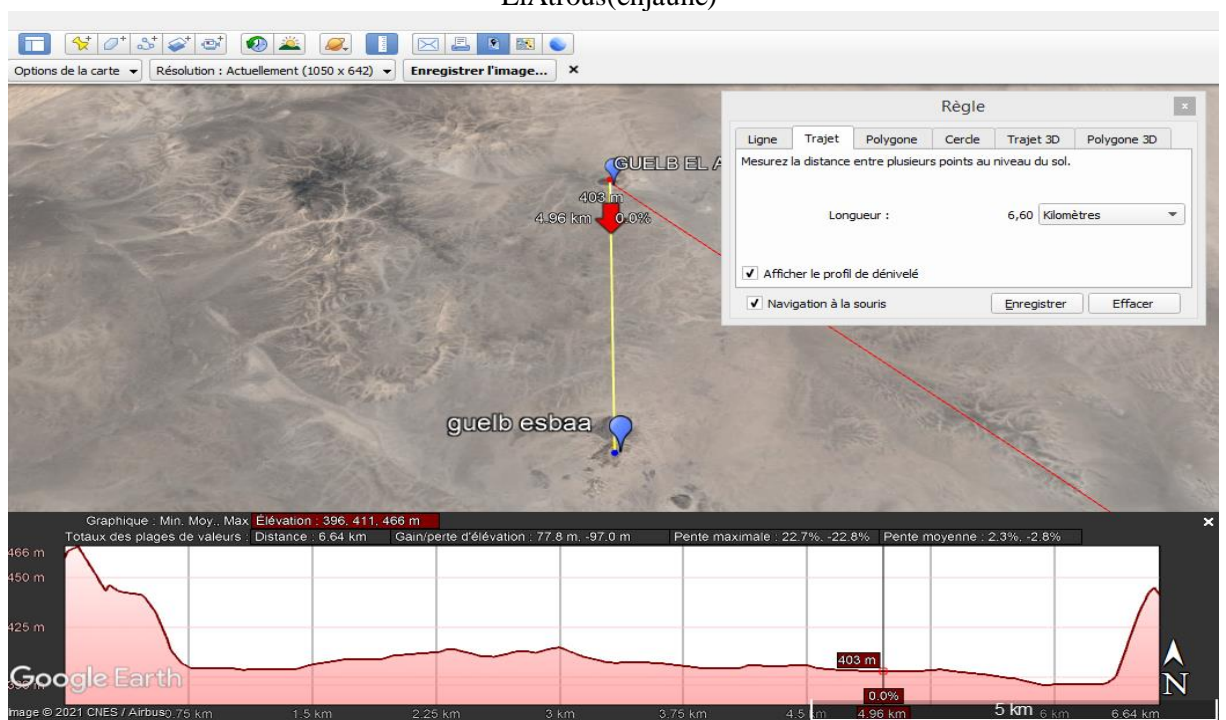 ElAtrous(enjaune)
Options de la carte Résolution : Actuellement (1050 x 642) Enregistrer l'image...
Règle
Ligne Trajet Polygone Cercle Trajet 3D Polygone 3D
Mesurez la distance entre plusieurs points au niveau du sol.
Longueur : 6,60 Kilomètres
Afficher le profil de dénivelé
Navigation à la souris Enregistrer Effacer
GUELB EL A
403 m
4.96 km 0.0%
guelb esbaa
Graphique : Min. Moy., Max. Élévation : 396, 411, 466 m
Totaux des plages de valeurs : Distance : 6.64 km Gain/perte d'élévation : 77.8 m, -97.0 m Pente maximale : 22.7%, -22.8% Pente moyenne : 2.3%, -2.8%
466 m
450 m
425 m
403 m
Google Earth
N
0.0%
5 km
Image © 2021 CNES / Airbus 0.75 km 1.5 km 2.25 km 3 km 3.75 km 4.5 km 4.96 km 6 km 6.64 km